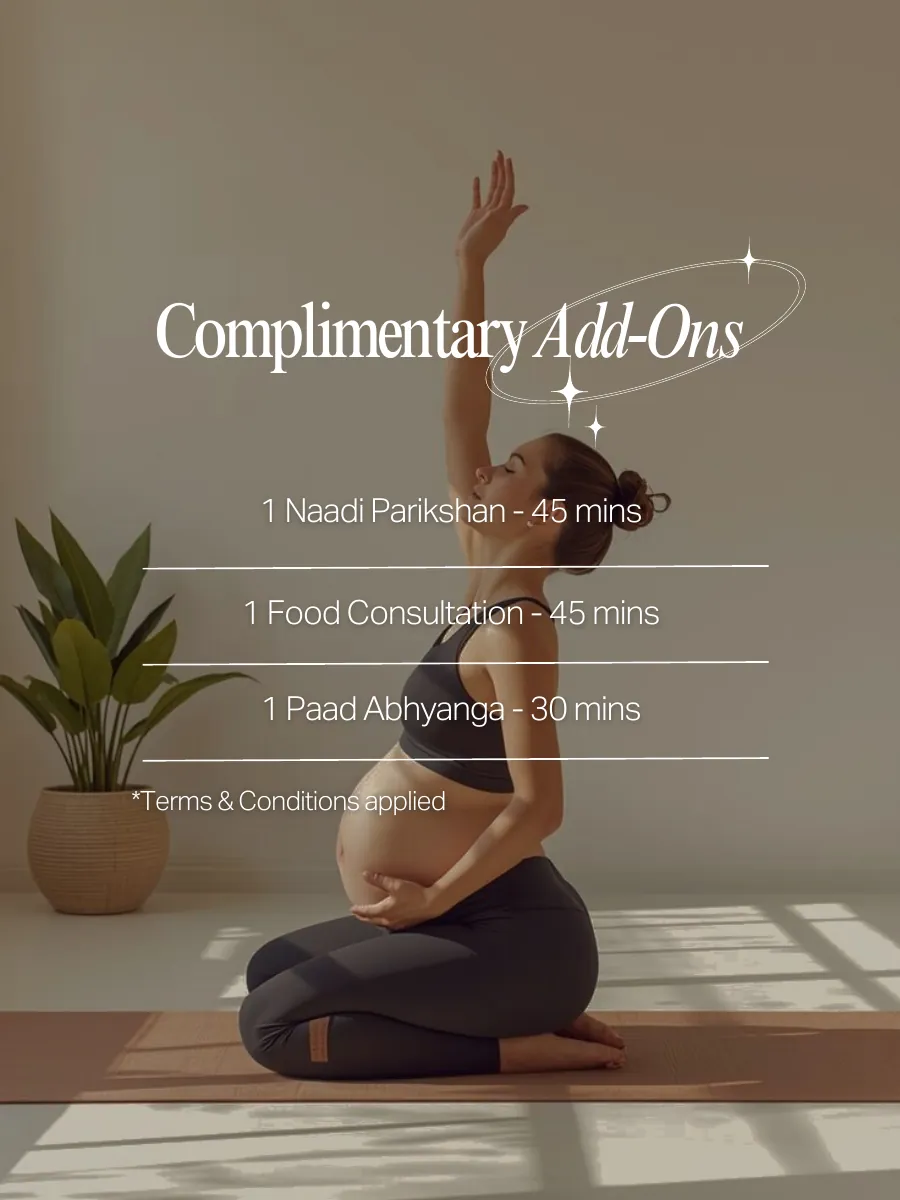 Complimentary Add-Ons
1 Naadi Parikshan - 45 mins
1 Food Consultation - 45 mins
1 Paad Abhyanga - 30 mins
*Terms & Conditions applied